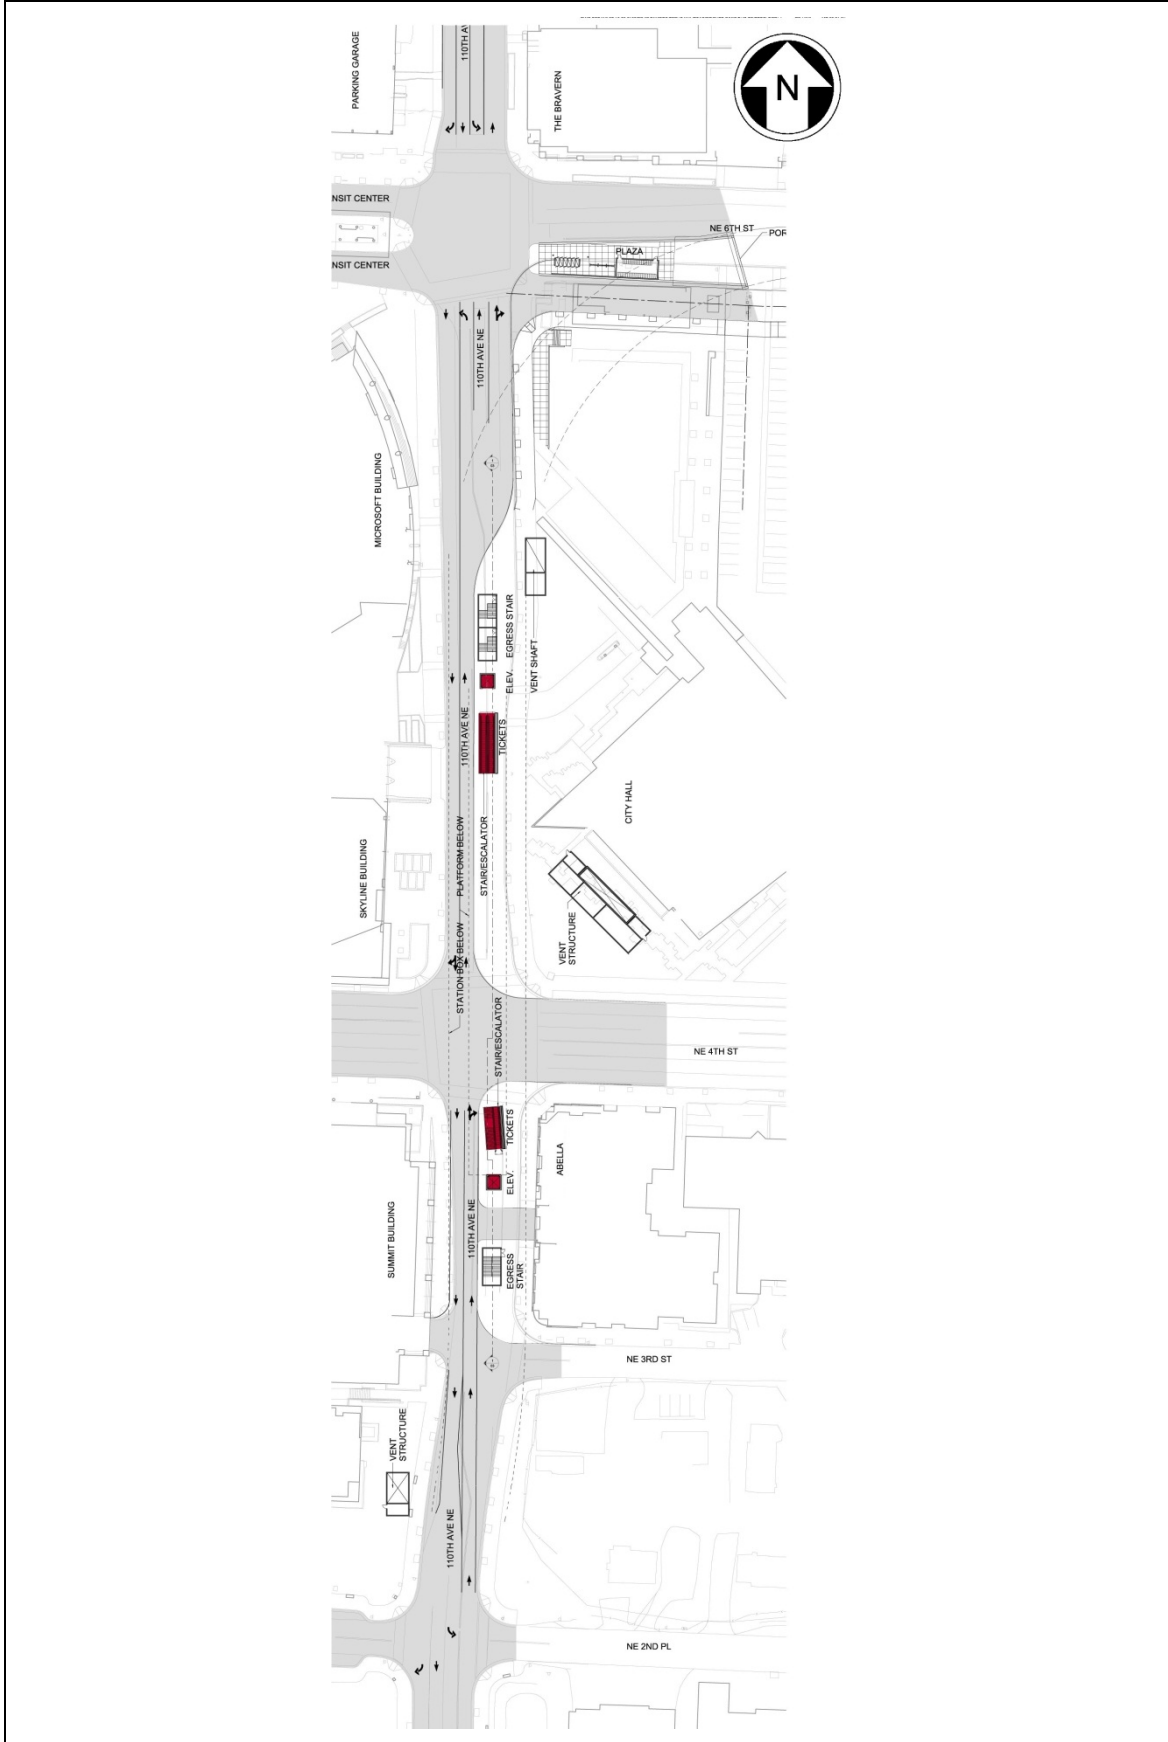 110TH AV
PARKING GARAGE
THE BRAVERN
N
NSIT CENTER
NE 6TH ST
POR
PLAZA
NSIT CENTER
110TH AVE NE
MICROSOFT BUILDING
EGRESS STAIR
ELEV.
VENT SHAFT
110TH AVE NE
TICKETS
CITY HALL
PLATFORM BELOW
STAIR/ESCALATOR
SKYLINE BUILDING
VENT
STRUCTURE
STATION BOX BELOW
STAIR/ESCALATOR
NE 4TH ST
TICKETS
ABELLA
ELEV.
SUMMIT BUILDING
110TH AVE NE
EGRESS
STAIR
NE 3RD ST
VENT
STRUCTURE
110TH AVE NE
NE 2ND PL